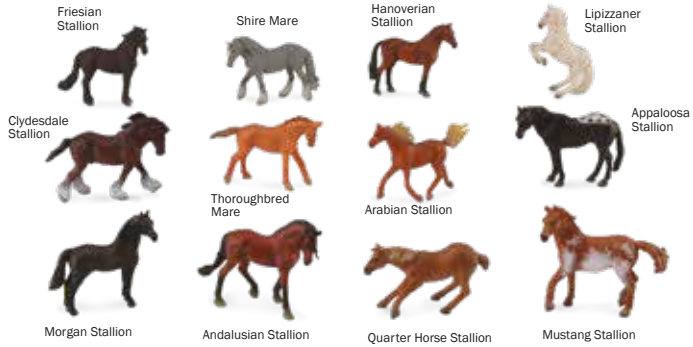 Friesian
Stallion
Shire Mare
Hanoverian
Stallion
Lipizzaner
Stallion
Clydesdale
Stallion
Thoroughbred
Mare
Arabian Stallion
Appaloosa
Stallion
Morgan Stallion
Andalusian Stallion
Quarter Horse Stallion
Mustang Stallion